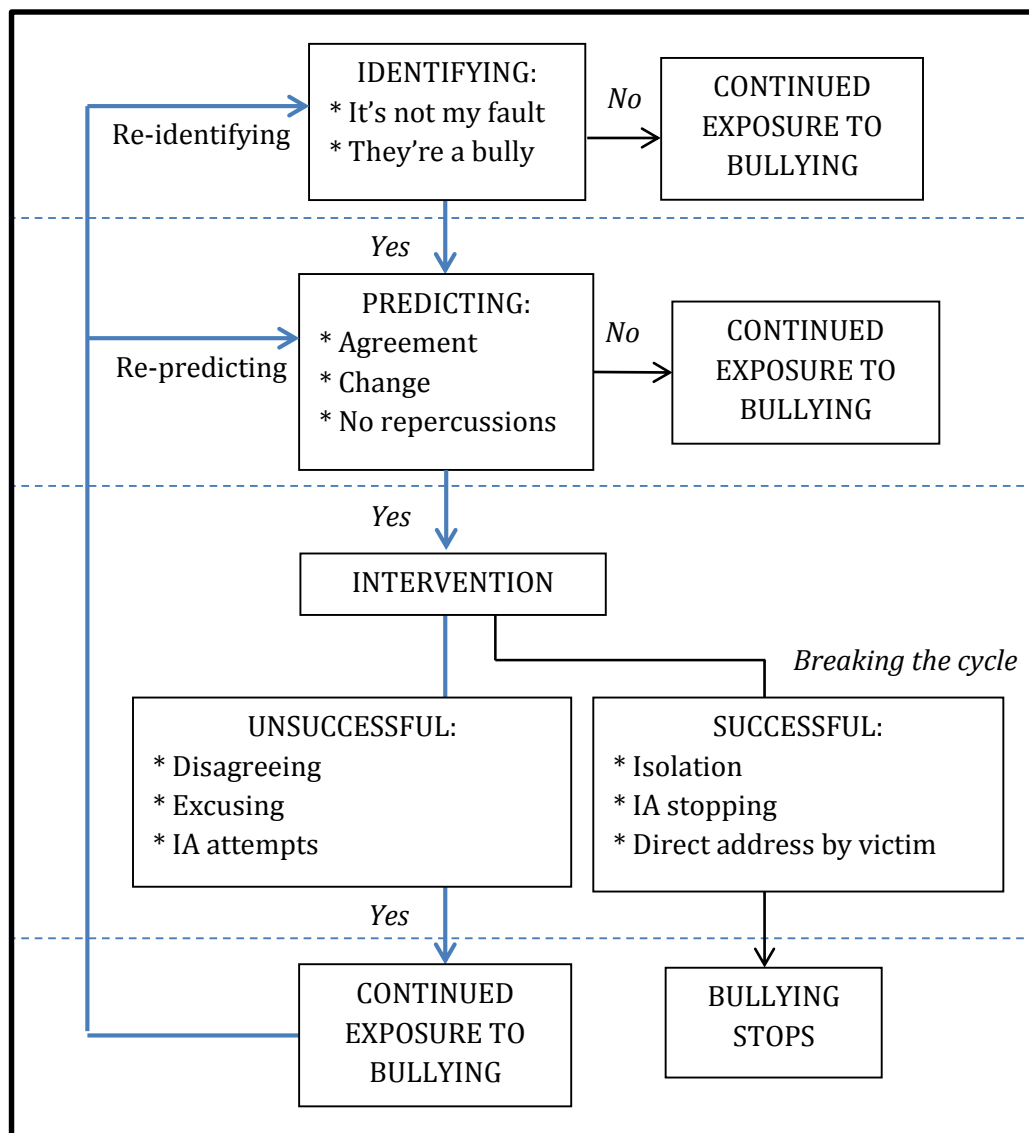 IDENTIFYING:
* It’s not my fault
* They’re a bully
Re-identifying
No
CONTINUED
EXPOSURE TO
BULLYING
Yes
PREDICTING:
* Agreement
* Change
* No repercussions
Re-predicting
No
CONTINUED
EXPOSURE TO
BULLYING
Yes
INTERVENTION
Breaking the cycle
UNSUCCESSFUL:
* Disagreeing
* Excusing
* IA attempts
SUCCESSFUL:
* Isolation
* IA stopping
* Direct address by victim
Yes
CONTINUED
EXPOSURE TO
BULLYING
BULLYING
STOPS